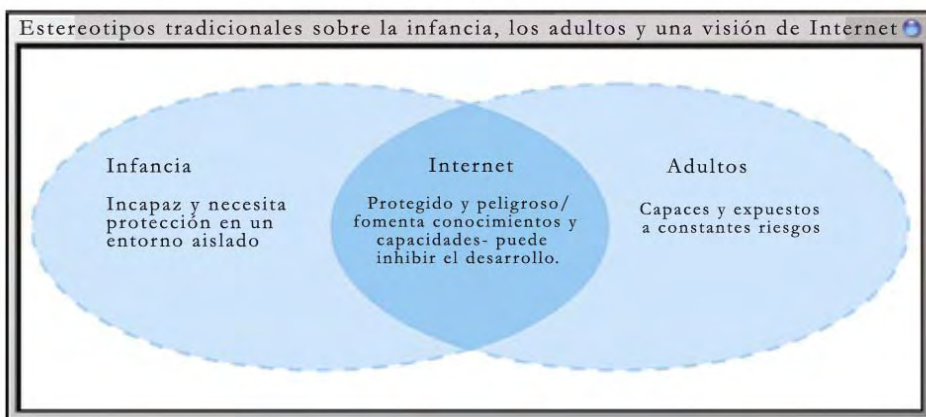 Estereotipos tradicionales sobre la infancia, los adultos y una visión de Internet
Infancia
Incapaz y necesita
protección en un
entorno aislado
Internet
Protegido y peligroso/
fomenta conocimientos y
capacidades- puede
inhibir el desarrollo.
Adultos
Capaces y expuestos
a constantes riesgos